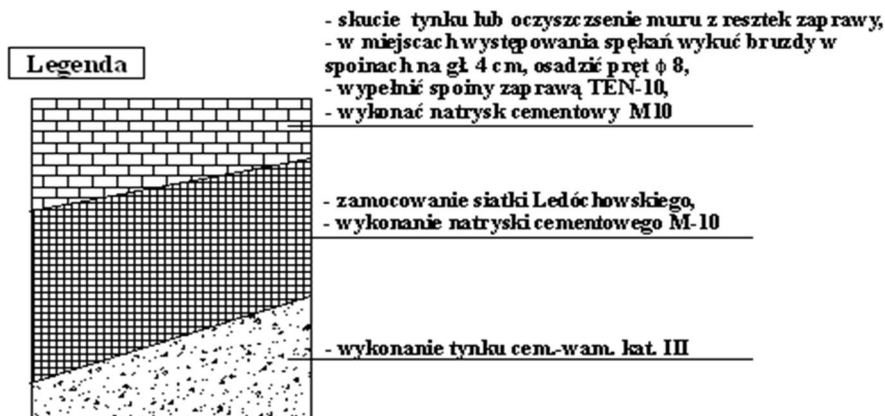 Legenda
- skucie tynku lub oczyszczsenie muru z resztek zaprawy,
- w miejscach występowania spękań wykuć bruzdy w
spoinach na gł. 4 cm, osadzić pręt ϕ 8,
- wypełnić spoiny zaprawą TEN-10,
- wykonać natrysk cementowy M10
- zamocowanie siatki Ledóchowskiego,
- wykonanie natryski cementowego M-10
- wykonanie tynku cem.-wam. kat. III